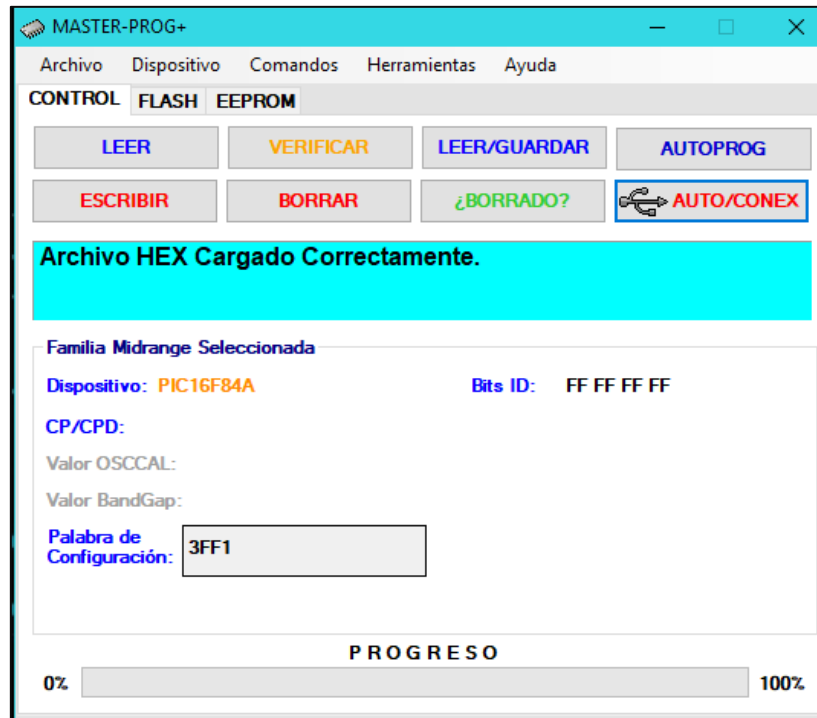 MASTER-PROG+
Archivo Dispositivo Comandos Herramientas Ayuda
CONTROL FLASH EEPROM
LEER VERIFICAR LEER/GUARDAR AUTOPROG
ESCRIBIR BORRAR ¿BORRADO? AUTO/CONEX
Archivo HEX Cargado Correctamente.
Familia Midrange Seleccionada
Dispositivo: PIC16F84A Bits ID: FF FF FF FF
CP/CPD:
Valor OSCCAL:
Valor BandGap:
Palabra de
Configuración: 3FF1
PROGRESO
0% 100%